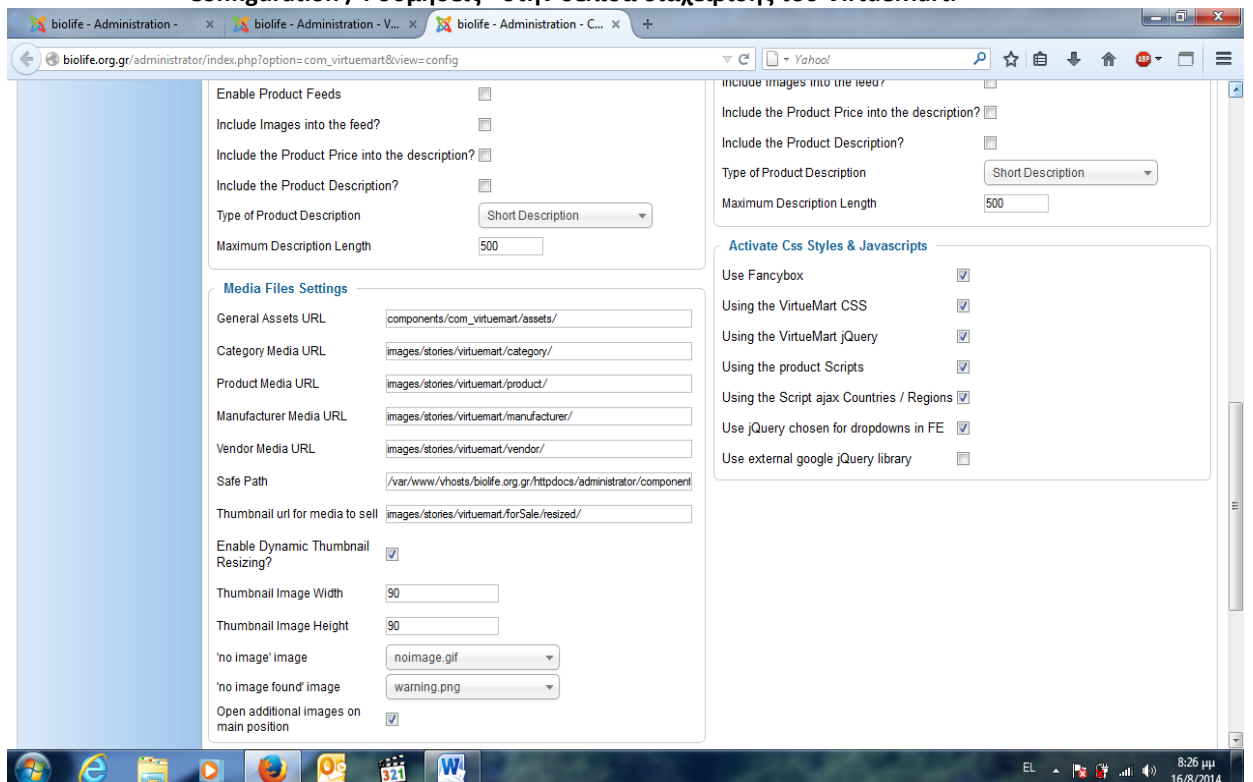 biolife - Administration -
biolife - Administration - V...
biolife - Administration - C...
biolife.org.gr/administrator/index.php?option=com_virtuemart&view=config
Yahoo!
ABP
Enable Product Feeds
Include Images into the feed?
Include the Product Price into the description?
Include the Product Description?
Type of Product Description
Short Description
Maximum Description Length
500
Media Files Settings
General Assets URL
components/com_virtuemart/assets/
Category Media URL
images/stories/virtuemart/category/
Product Media URL
images/stories/virtuemart/product/
Manufacturer Media URL
images/stories/virtuemart/manufacturer/
Vendor Media URL
images/stories/virtuemart/vendor/
Safe Path
/var/www/vhosts/biolife.org.gr/httpdocs/administrator/component
Thumbnail url for media to sell
images/stories/virtuemart/forSale/resized/
Enable Dynamic Thumbnail
Resizing?
Thumbnail Image Width
90
Thumbnail Image Height
90
'no image' image
noimage.gif
'no image found' image
warning.png
Open additional images on
main position
Include Images into the feed?
Include the Product Price into the description?
Include the Product Description?
Type of Product Description
Short Description
Maximum Description Length
500
Activate Css Styles & Javascripts
Use Fancybox
Using the VirtueMart CSS
Using the VirtueMart jQuery
Using the product Scripts
Using the Script ajax Countries / Regions
Use jQuery chosen for dropdowns in FE
Use external google jQuery library
321
EL
8:26 μμ
16/8/2014